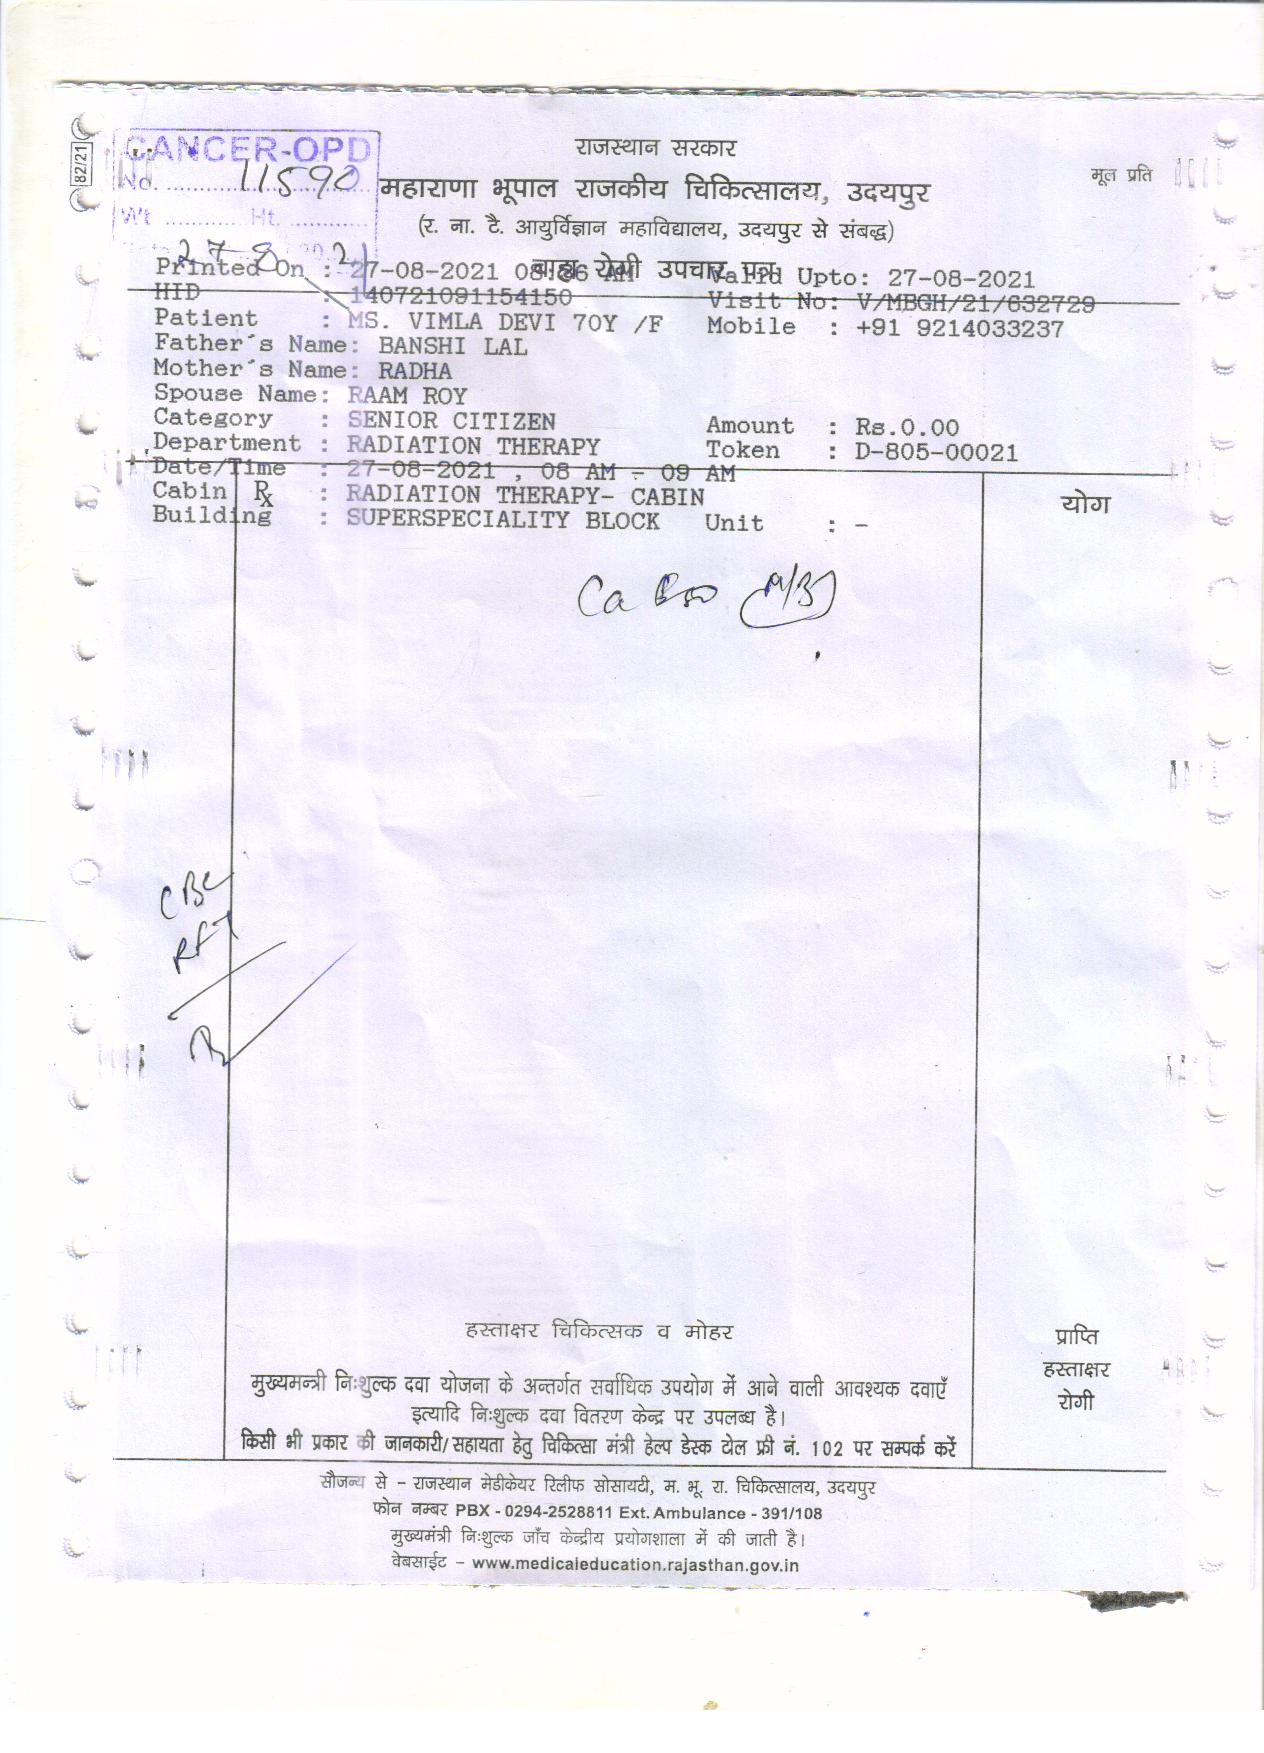 82/21
CANCER-OPD
No. 11590
Wt. Ht.
27 8 21
राजस्थान सरकार
मूल प्रति
महाराणा भूपाल राजकीय चिकित्सालय, उदयपुर
(र. ना. टै. आयुर्विज्ञान महाविद्यालय, उदयपुर से संबद्ध)
बाह्य रोगी उपचार पत्र
Printed On : 27-08-2021 AM Valid Upto: 27-08-2021
HID : 140721091154150 Visit No: V/MBGH/21/632729
Patient : MS. VIMLA DEVI 70Y /F Mobile : +91 9214033237
Father's Name: BANSHI LAL
Mother's Name: RADHA
Spouse Name: RAAM ROY
Category : SENIOR CITIZEN Amount : Rs.0.00
Department : RADIATION THERAPY Token : D-805-00021
Date/Time : 27-08-2021 , 08 AM - 09 AM
Cabin : RADIATION THERAPY- CABIN
Building : SUPERSPECIALITY BLOCK Unit : -
Rx
योग
Ca
CBC
RFT
हस्ताक्षर चिकित्सक व मोहर
प्राप्ति
हस्ताक्षर
रोगी
मुख्यमन्त्री निःशुल्क दवा योजना के अन्तर्गत सर्वाधिक उपयोग में आने वाली आवश्यक दवाएँ
इत्यादि निःशुल्क दवा वितरण केन्द्र पर उपलब्ध है।
किसी भी प्रकार की जानकारी/सहायता हेतु चिकित्सा मंत्री हेल्प डेस्क टोल फ्री नं. 102 पर सम्पर्क करें
सौजन्य से - राजस्थान मेडीकेयर रिलीफ सोसायटी, म. भू. रा. चिकित्सालय, उदयपुर
फोन नम्बर PBX - 0294-2528811 Ext. Ambulance - 391/108
मुख्यमंत्री निःशुल्क जाँच केन्द्रीय प्रयोगशाला में की जाती है।
वेबसाईट - www.medicaleducation.rajasthan.gov.in